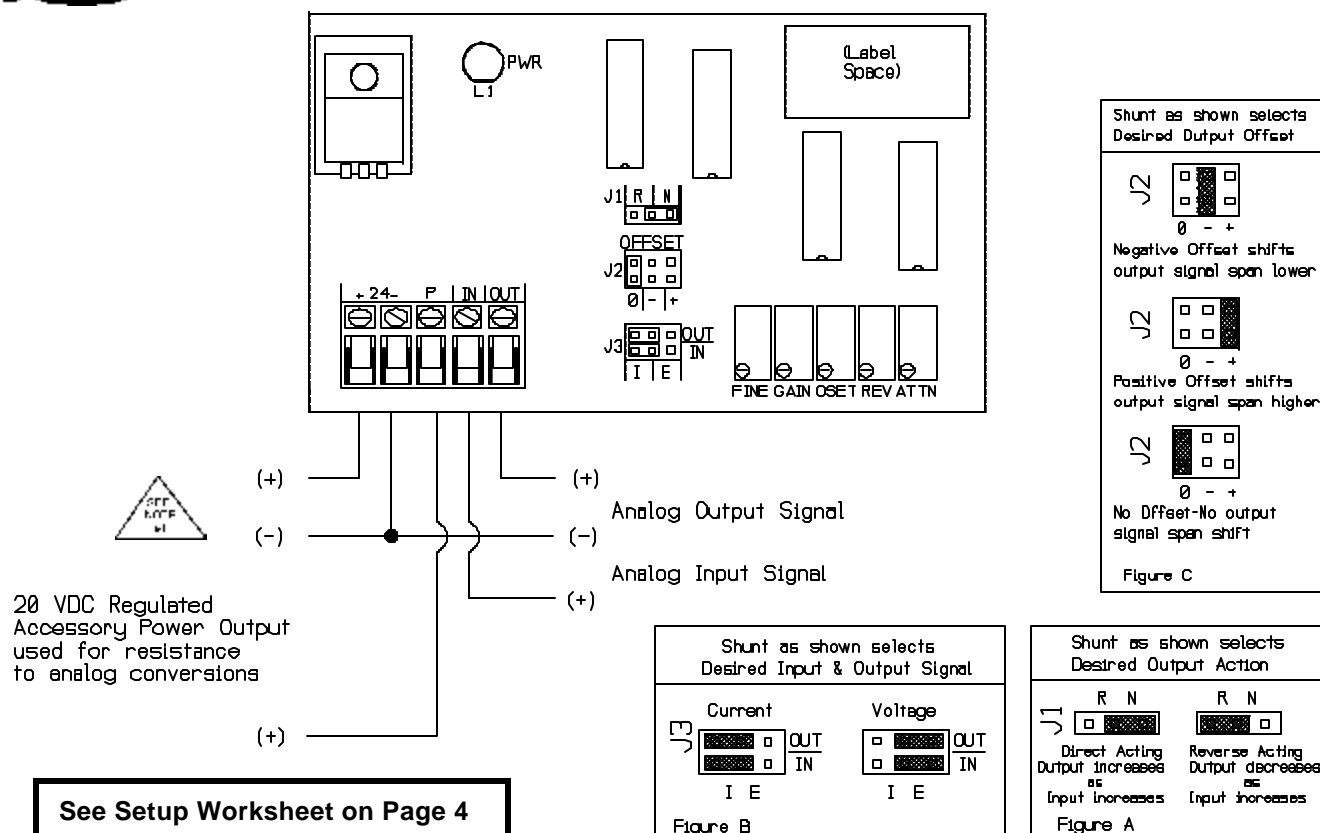 (Label
Space)
PWR
L1
J1 R N
OFFSET
J2
0 - +
J3 OUT
IN
I E
+ 24- P IN OUT
FINE GAIN OSET REV ATTN
(+)
(+)
SEE
NOTE
#1
Analog Output Signal
(-)
(-)
Analog Input Signal
(+)
20 VDC Regulated
Accessory Power Output
used for resistance
to analog conversions
(+)
See Setup Worksheet on Page 4
Shunt as shown selects
Desired Output Offset
J2
0 - +
Negative Offset shifts
output signal span lower
J2
0 - +
Positive Offset shifts
output signal span higher
J2
0 - +
No Offset-No output
signal span shift
Figure C
Shunt as shown selects
Desired Input & Output Signal
Current Voltage
J3 OUT OUT
IN IN
I E I E
Figure B
Shunt as shown selects
Desired Output Action
R N R N
J1
Direct Acting Reverse Acting
Output increases Output decreases
as as
Input increases Input increases
Figure A